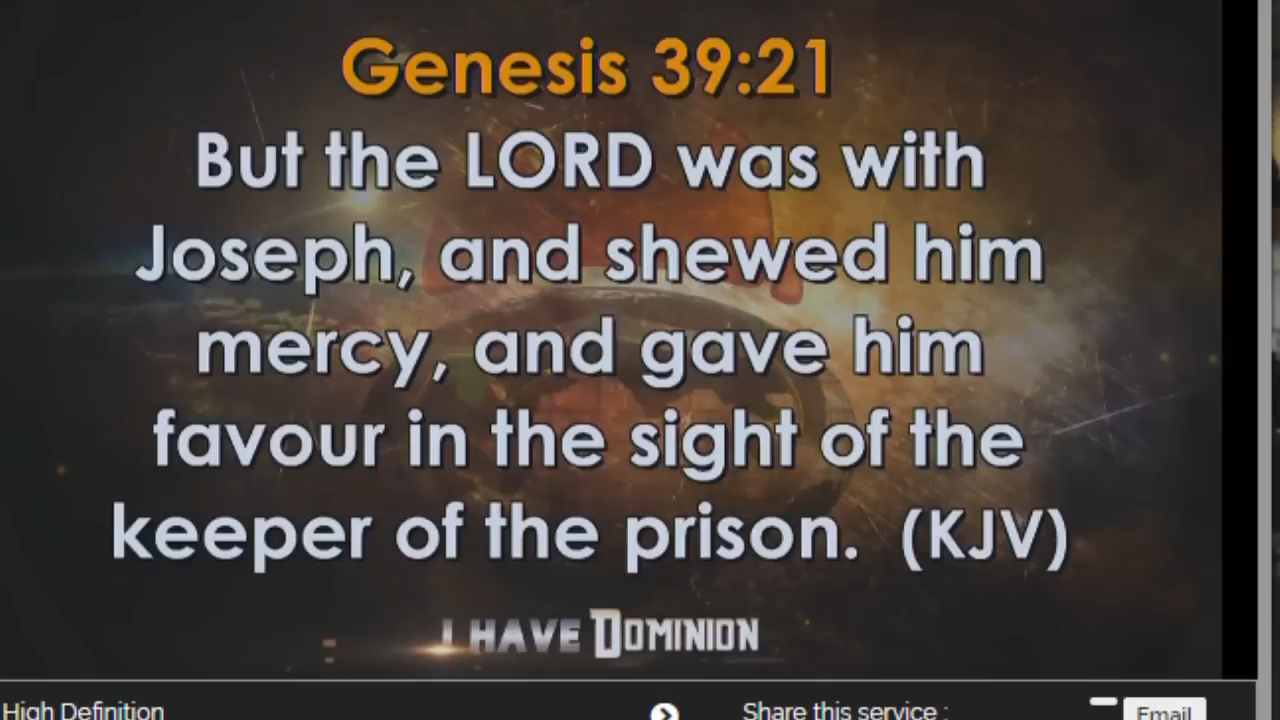 Genesis 39:21
But the LORD was with
Joseph, and shewed him
mercy, and gave him
favour in the sight of the
keeper of the prison. (KJV)
I HAVE DOMINION
High Definition
Share this service :
Email